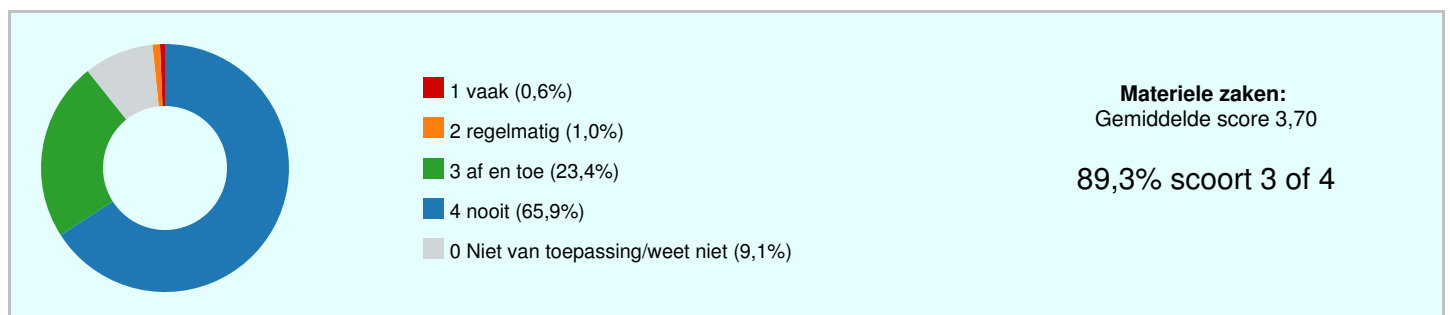 1 vaak (0,6%)
2 regelmatig (1,0%)
3 af en toe (23,4%)
4 nooit (65,9%)
0 Niet van toepassing/weet niet (9,1%)
Materiele zaken:
Gemiddelde score 3,70
89,3% scoort 3 of 4